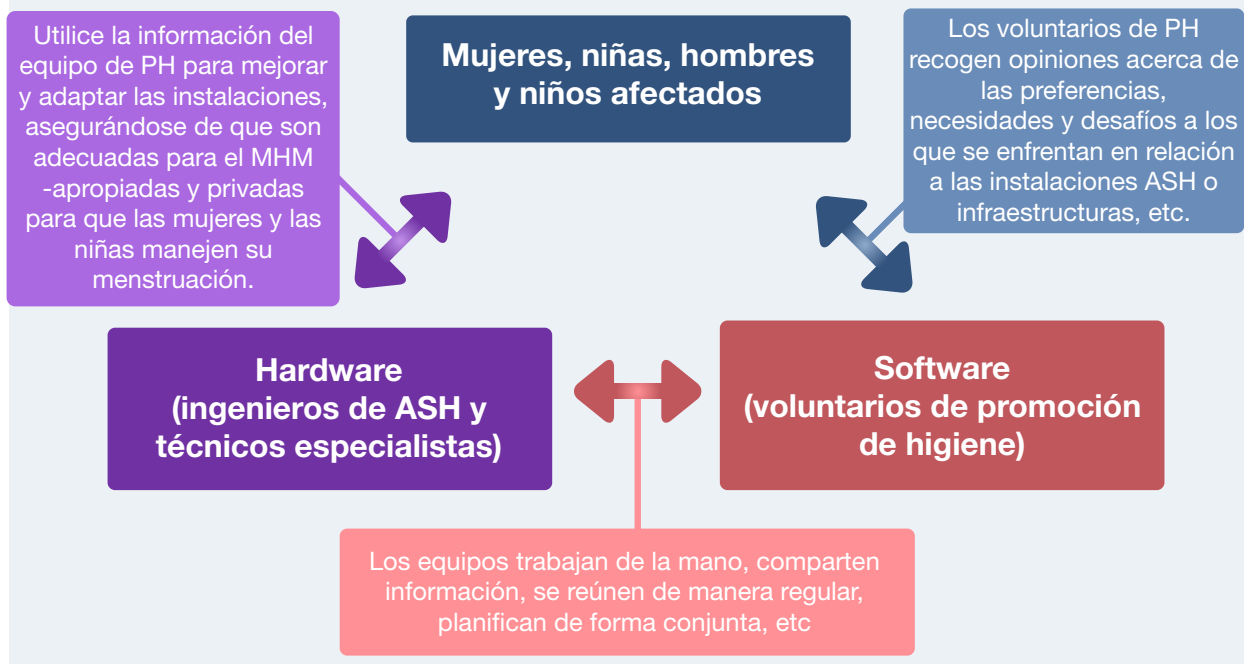 Utilice la información del
equipo de PH para mejorar
y adaptar las instalaciones,
asegurándose de que son
adecuadas para el MHM
-apropiadas y privadas
para que las mujeres y las
niñas manejen su
menstruación.
Mujeres, niñas, hombres
y niños afectados
Los voluntarios de PH
recogen opiniones acerca de
las preferencias,
necesidades y desafíos a los
que se enfrentan en relación
a las instalaciones ASH o
infraestructuras, etc.
Hardware
(ingenieros de ASH y
técnicos especialistas)
Software
(voluntarios de promoción
de higiene)
Los equipos trabajan de la mano, comparten
información, se reúnen de manera regular,
planifican de forma conjunta, etc